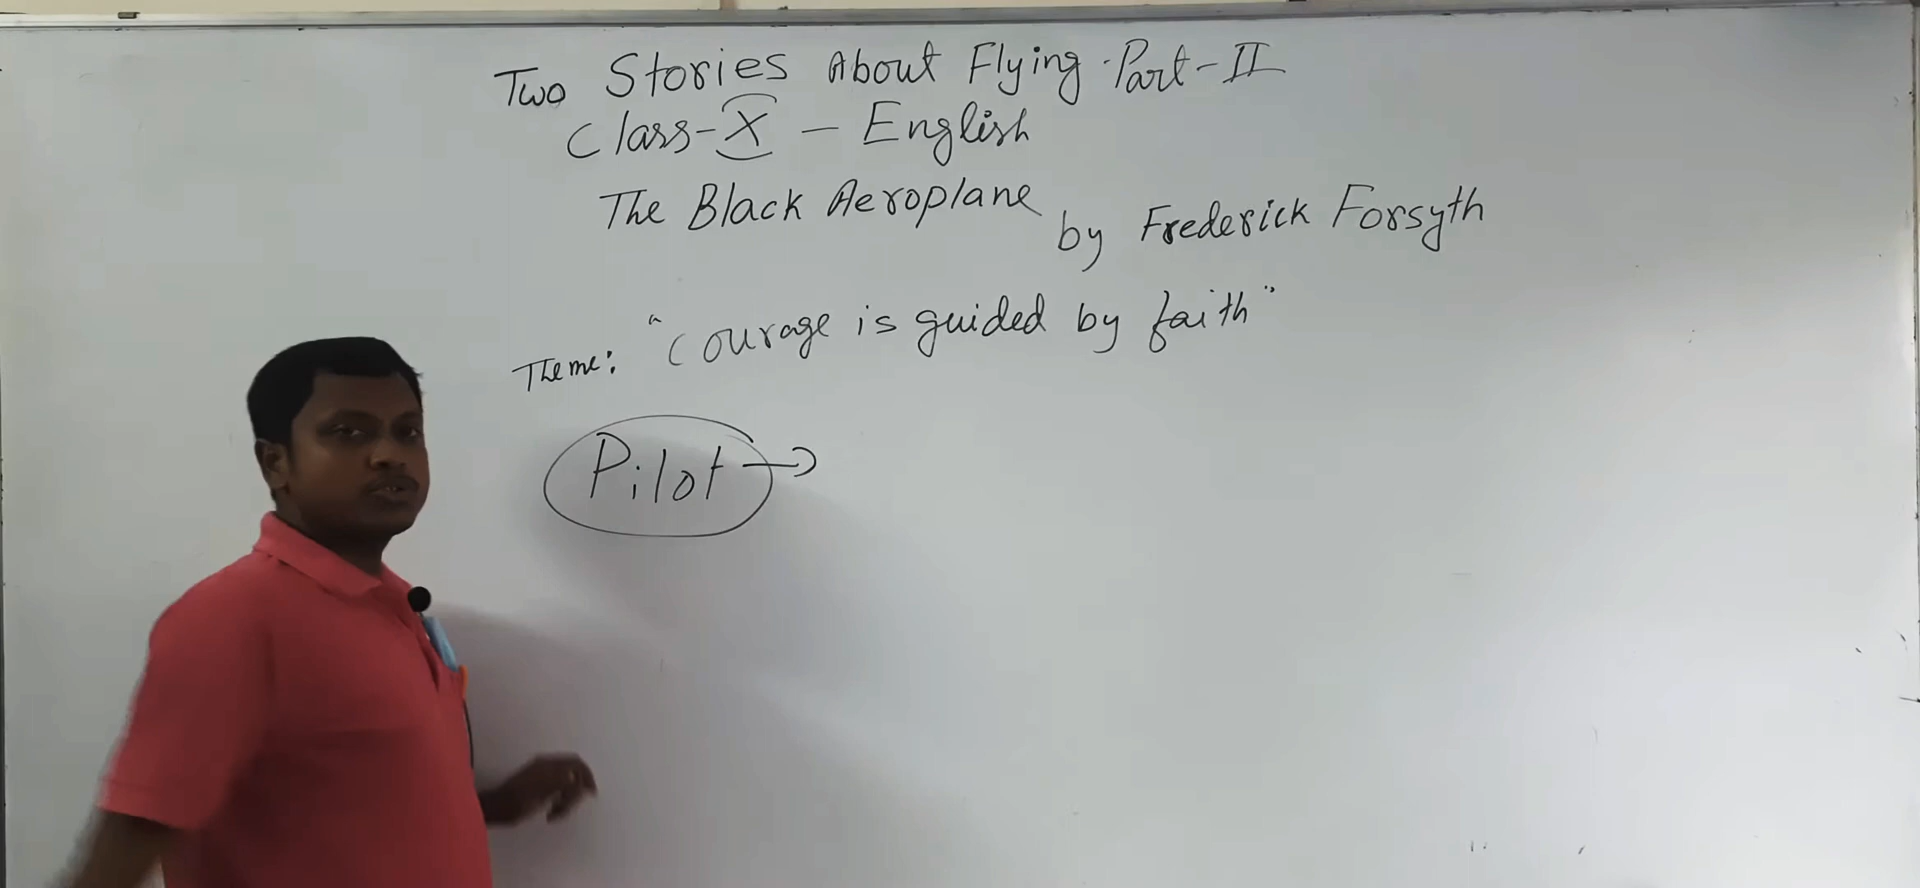 Two Stories About Flying - Part - II
Class - X - English
The Black Aeroplane
by Frederick Forsyth
Theme: "Courage is guided by faith"
Pilot →